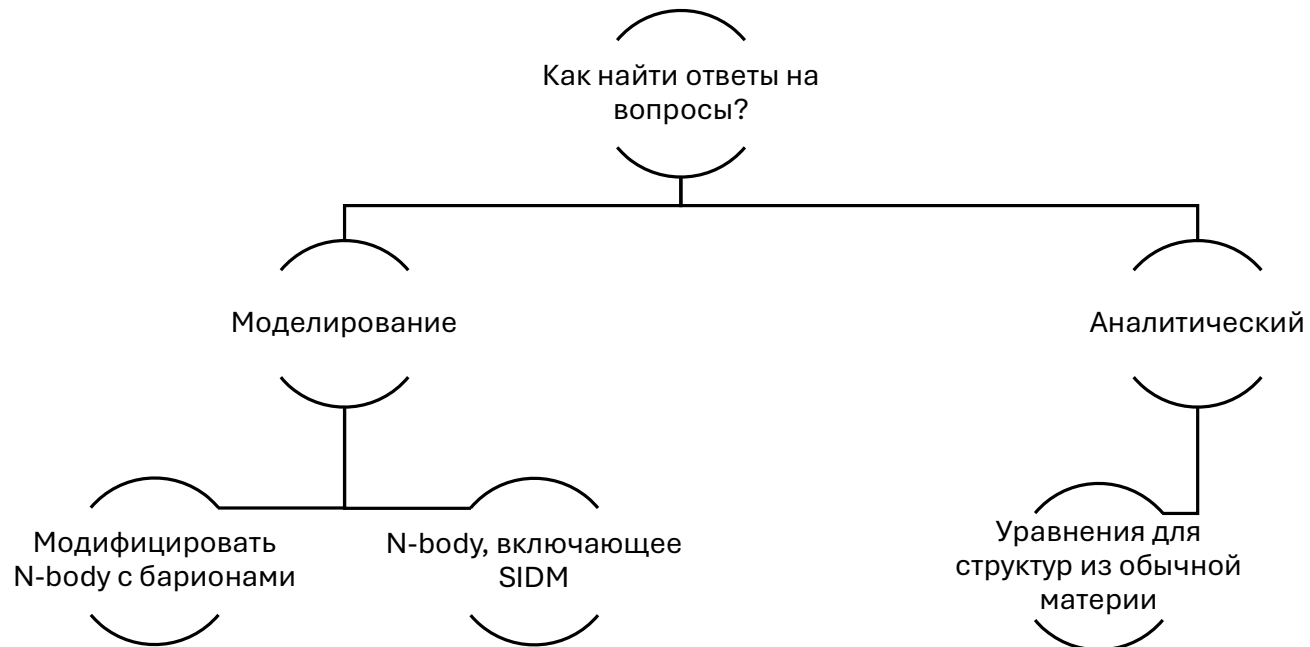 Как найти ответы на
вопросы?
Моделирование
Аналитический
Модифицировать
N-body с барионами
N-body, включающее
SIDM
Уравнения для
структур из обычной
материи